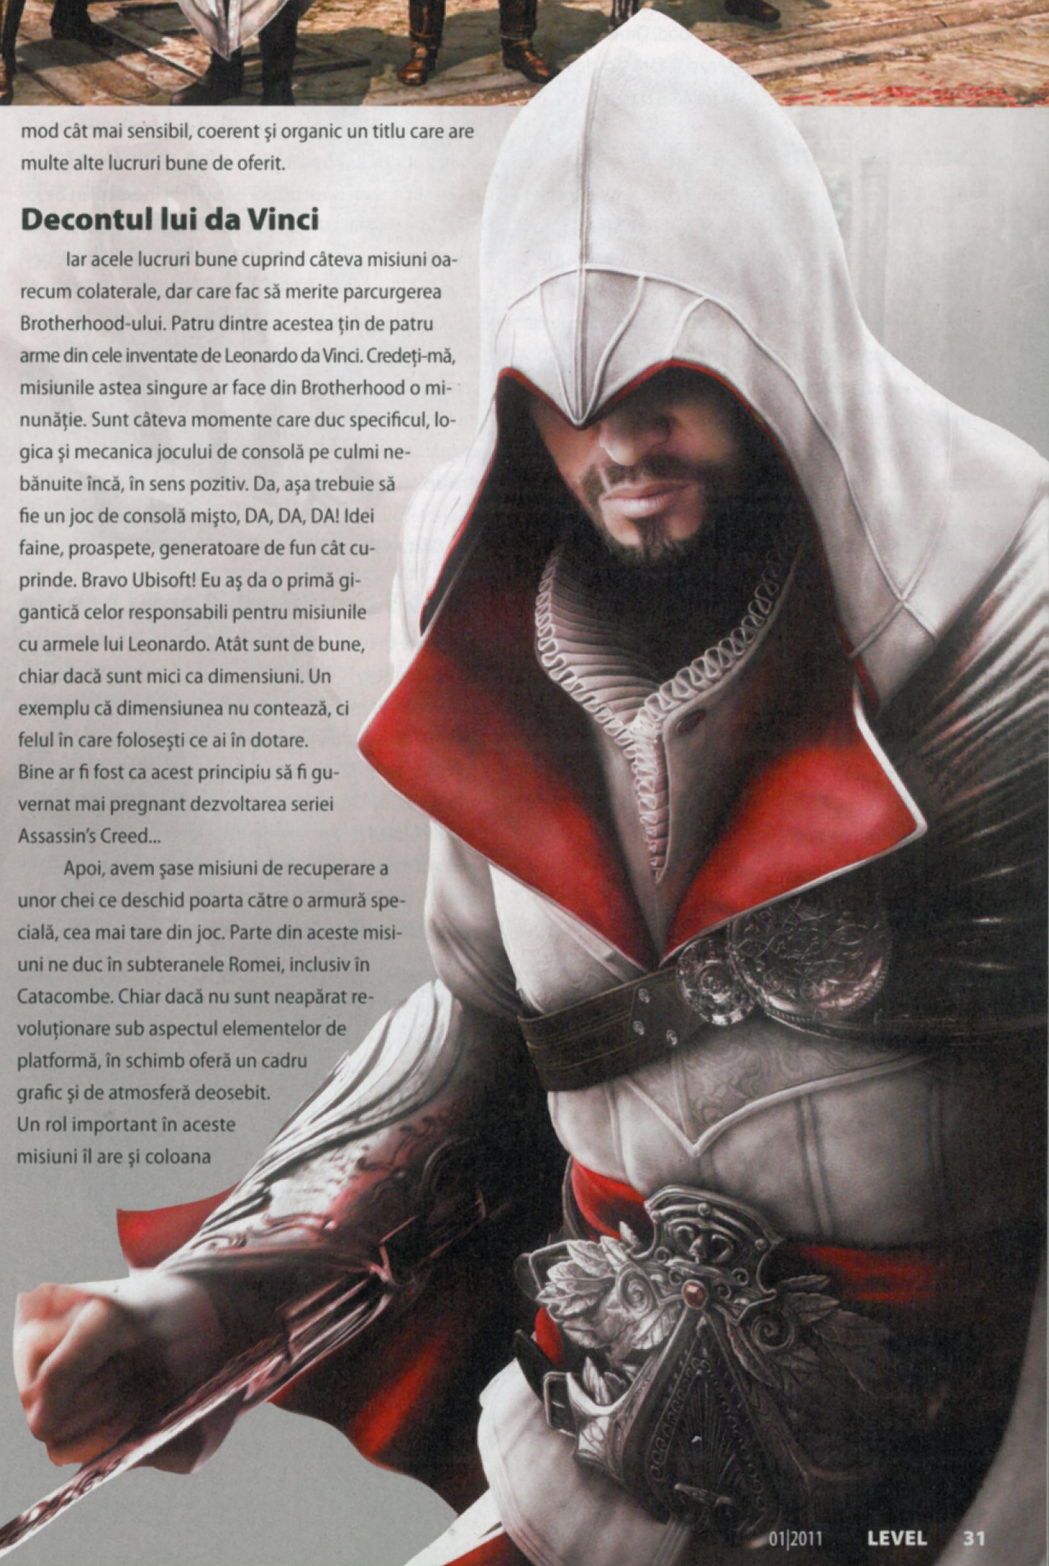 mod cât mai sensibil, coerent şi organic un titlu care are
multe alte lucruri bune de oferit.
Decontul lui da Vinci
Iar acele lucruri bune cuprind câteva misiuni oa-
recum colaterale, dar care fac să merite parcurgerea
Brotherhood-ului. Patru dintre acestea ţin de patru
arme din cele inventate de Leonardo da Vinci. Credeţi-mă,
misiunile astea singure ar face din Brotherhood o mi-
nunăţie. Sunt câteva momente care duc specificul, lo-
gica şi mecanica jocului de consolă pe culmi ne-
bănuite încă, în sens pozitiv. Da, aşa trebuie să
fie un joc de consolă mişto, DA, DA, DA! Idei
faine, proaspete, generatoare de fun cât cu-
prinde. Bravo Ubisoft! Eu aş da o primă gi-
gantică celor responsabili pentru misiunile
cu armele lui Leonardo. Atât sunt de bune,
chiar dacă sunt mici ca dimensiuni. Un
exemplu că dimensiunea nu contează, ci
felul în care foloseşti ce ai în dotare.
Bine ar fi fost ca acest principiu să fi gu-
vernat mai pregnant dezvoltarea seriei
Assassin's Creed...
Apoi, avem şase misiuni de recuperare a
unor chei ce deschid poarta către o armură spe-
cială, cea mai tare din joc. Parte din aceste misi-
uni ne duc în subteranele Romei, inclusiv în
Catacombe. Chiar dacă nu sunt neapărat re-
voluţionare sub aspectul elementelor de
platformă, în schimb oferă un cadru
grafic şi de atmosferă deosebit.
Un rol important în aceste
misiuni îl are şi coloana
01|2011 LEVEL 31